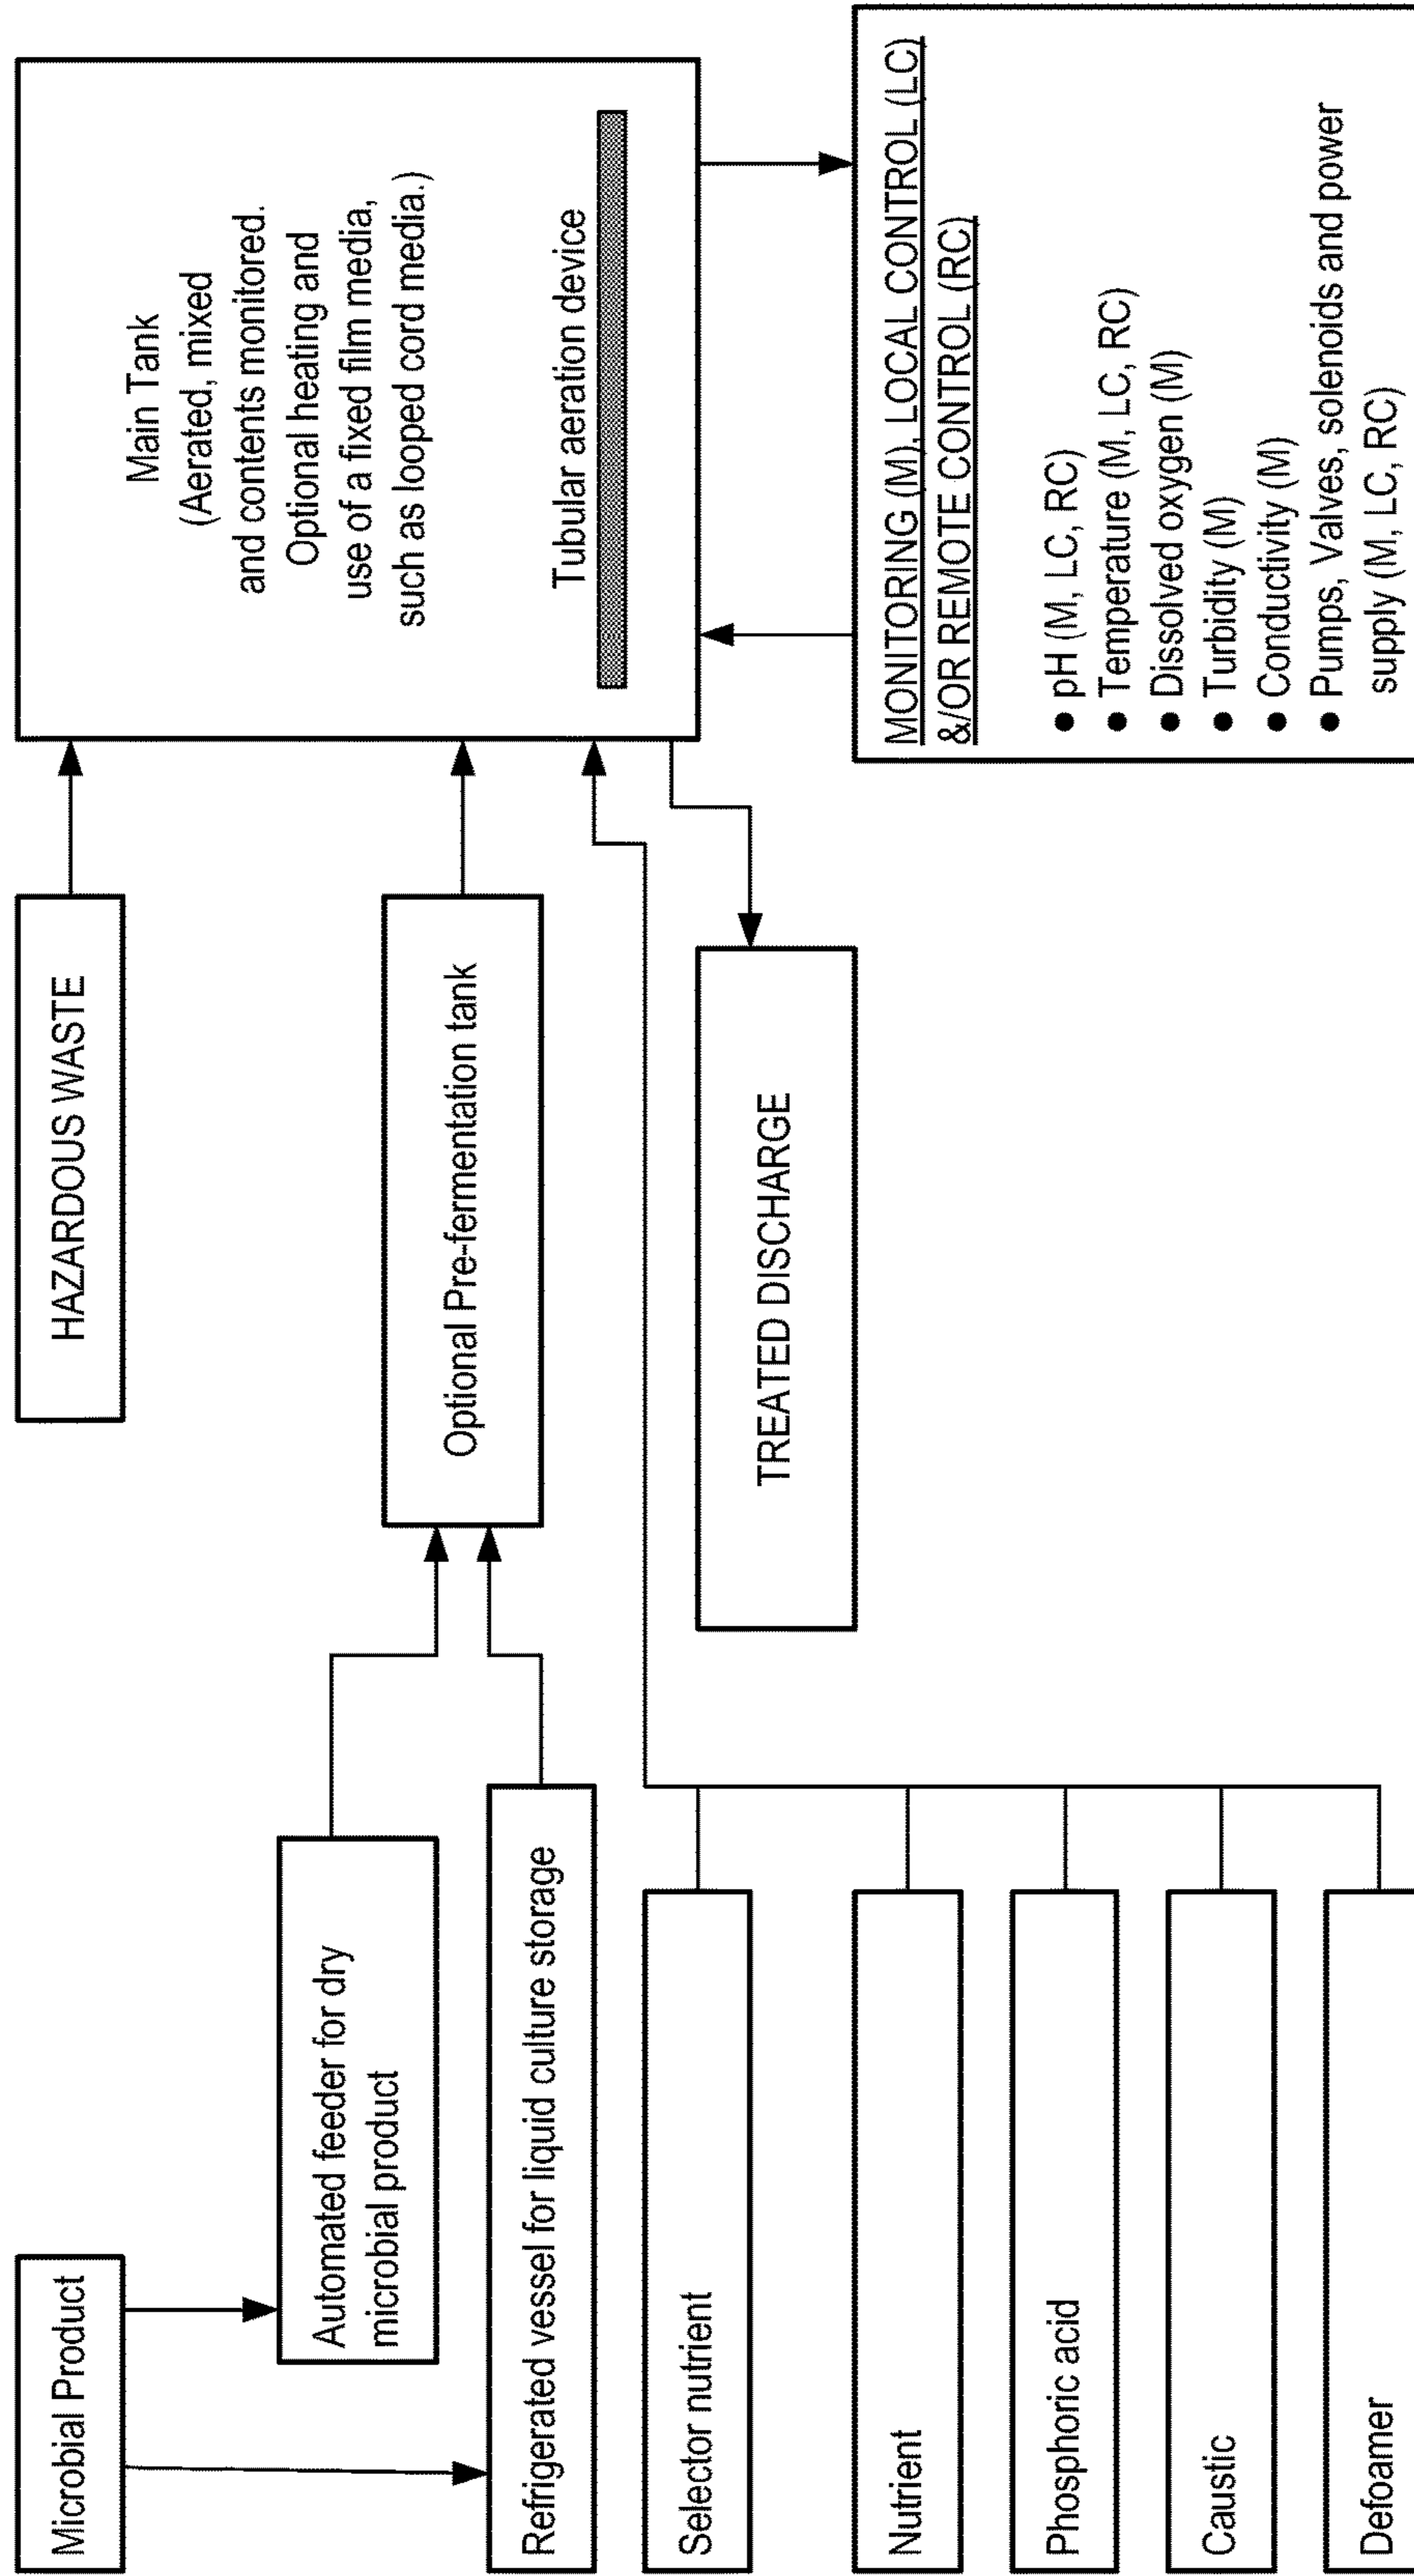 Microbial Product
HAZARDOUS WASTE
Main Tank
(Aerated, mixed
and contents monitored.
Optional heating and
use of a fixed film media,
such as looped cord media.)
Tubular aeration device
Automated feeder for dry
microbial product
Optional Pre-fermentation tank
Refrigerated vessel for liquid culture storage
Selector nutrient
TREATED DISCHARGE
Nutrient
Phosphoric acid
Caustic
Defoamer
MONITORING (M), LOCAL CONTROL (LC)
&/OR REMOTE CONTROL (RC)
● pH (M, LC, RC)
● Temperature (M, LC, RC)
● Dissolved oxygen (M)
● Turbidity (M)
● Conductivity (M)
● Pumps, Valves, solenoids and power
supply (M, LC, RC)